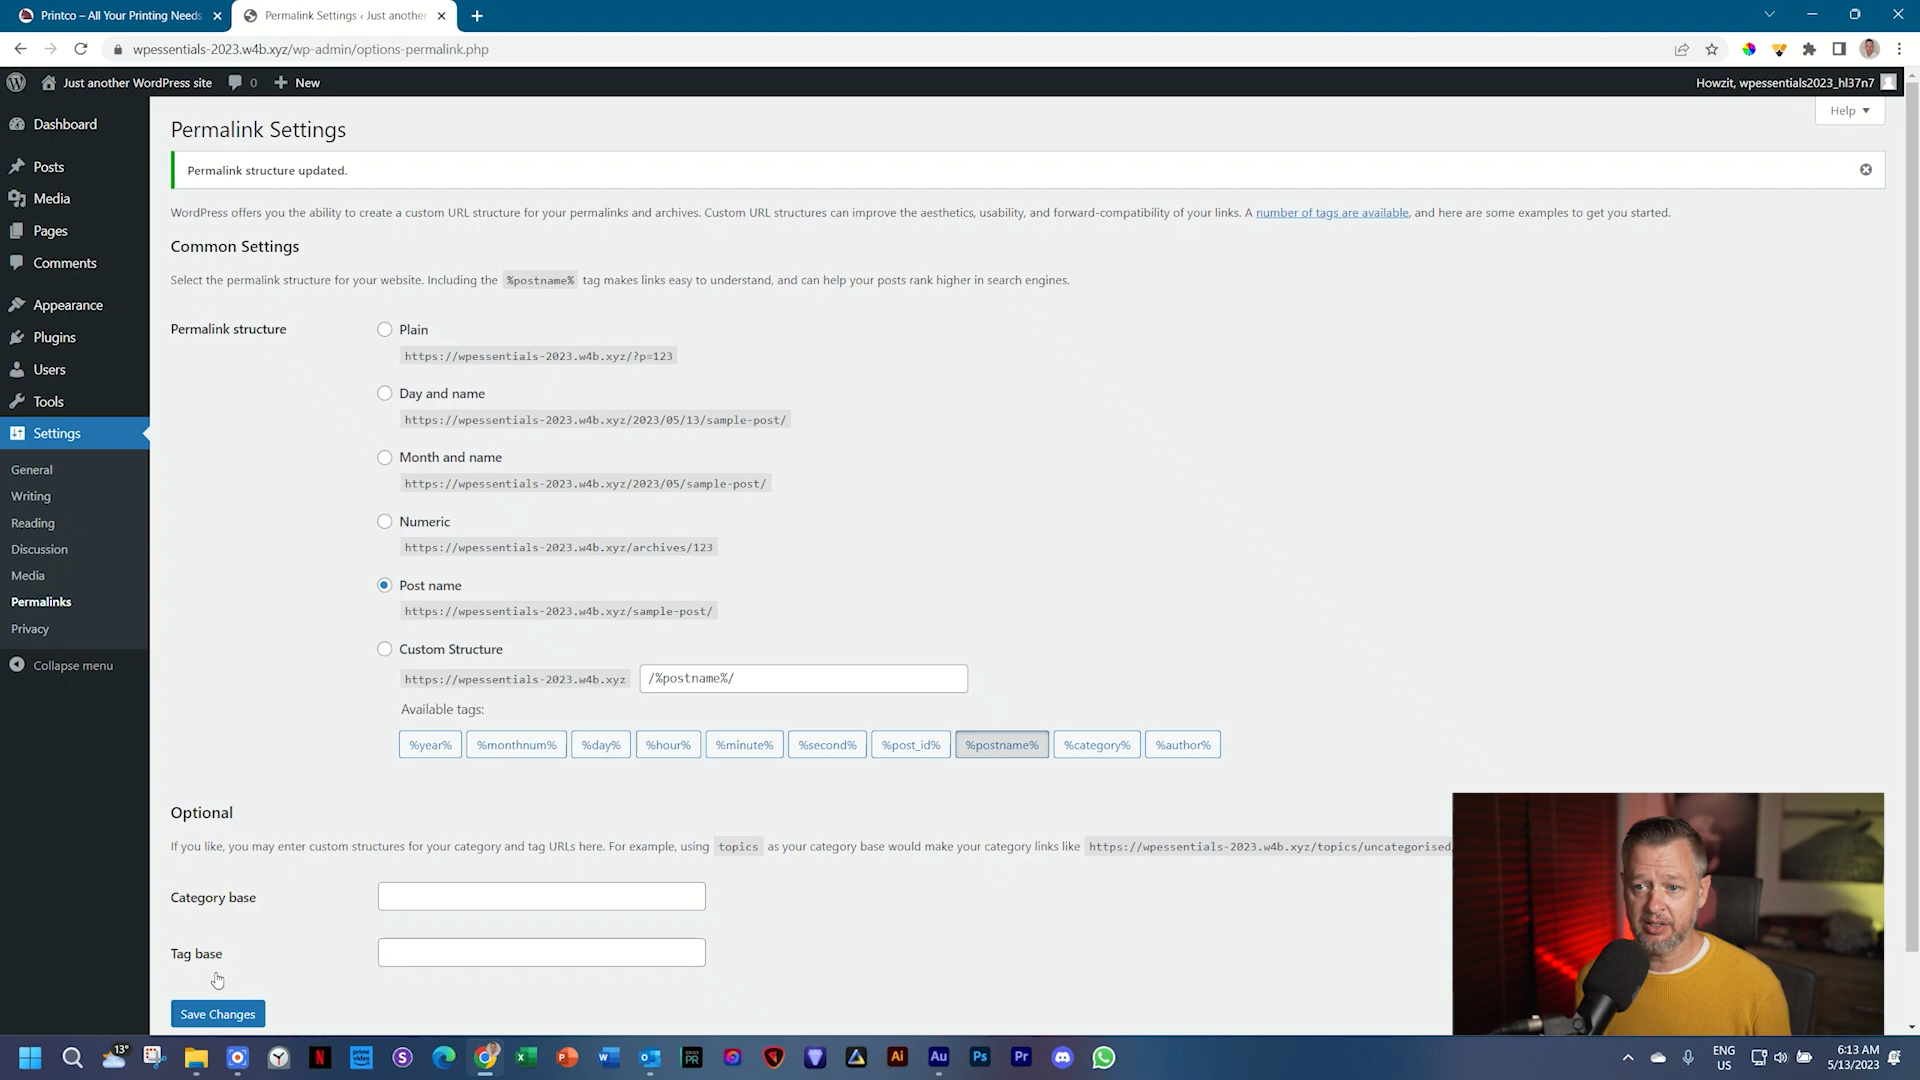 Printco – All Your Printing Needs
Permalink Settings ‹ Just anothe
wpessentials-2023.w4b.xyz/wp-admin/options-permalink.php
Just another WordPress site
0
New
Howzit, wpessentials2023_hl37n7
Dashboard
Posts
Media
Pages
Comments
Appearance
Plugins
Users
Tools
Settings
General
Writing
Reading
Discussion
Media
Permalinks
Privacy
Collapse menu
Help
Permalink Settings
Permalink structure updated.
WordPress offers you the ability to create a custom URL structure for your permalinks and archives. Custom URL structures can improve the aesthetics, usability, and forward-compatibility of your links. A number of tags are available, and here are some examples to get you started.
Common Settings
Select the permalink structure for your website. Including the %postname% tag makes links easy to understand, and can help your posts rank higher in search engines.
Permalink structure
Plain
https://wpessentials-2023.w4b.xyz/?p=123
Day and name
https://wpessentials-2023.w4b.xyz/2023/05/13/sample-post/
Month and name
https://wpessentials-2023.w4b.xyz/2023/05/sample-post/
Numeric
https://wpessentials-2023.w4b.xyz/archives/123
Post name
https://wpessentials-2023.w4b.xyz/sample-post/
Custom Structure
https://wpessentials-2023.w4b.xyz /%postname%/
Available tags:
%year% %monthnum% %day% %hour% %minute% %second% %post_id% %postname% %category% %author%
Optional
If you like, you may enter custom structures for your category and tag URLs here. For example, using topics as your category base would make your category links like https://wpessentials-2023.w4b.xyz/topics/uncategorised
Category base
Tag base
Save Changes
13°
N
prime video
S
X
P
W
PR
Ai
Au
Ps
Pr
ENG
US
6:13 AM
5/13/2023